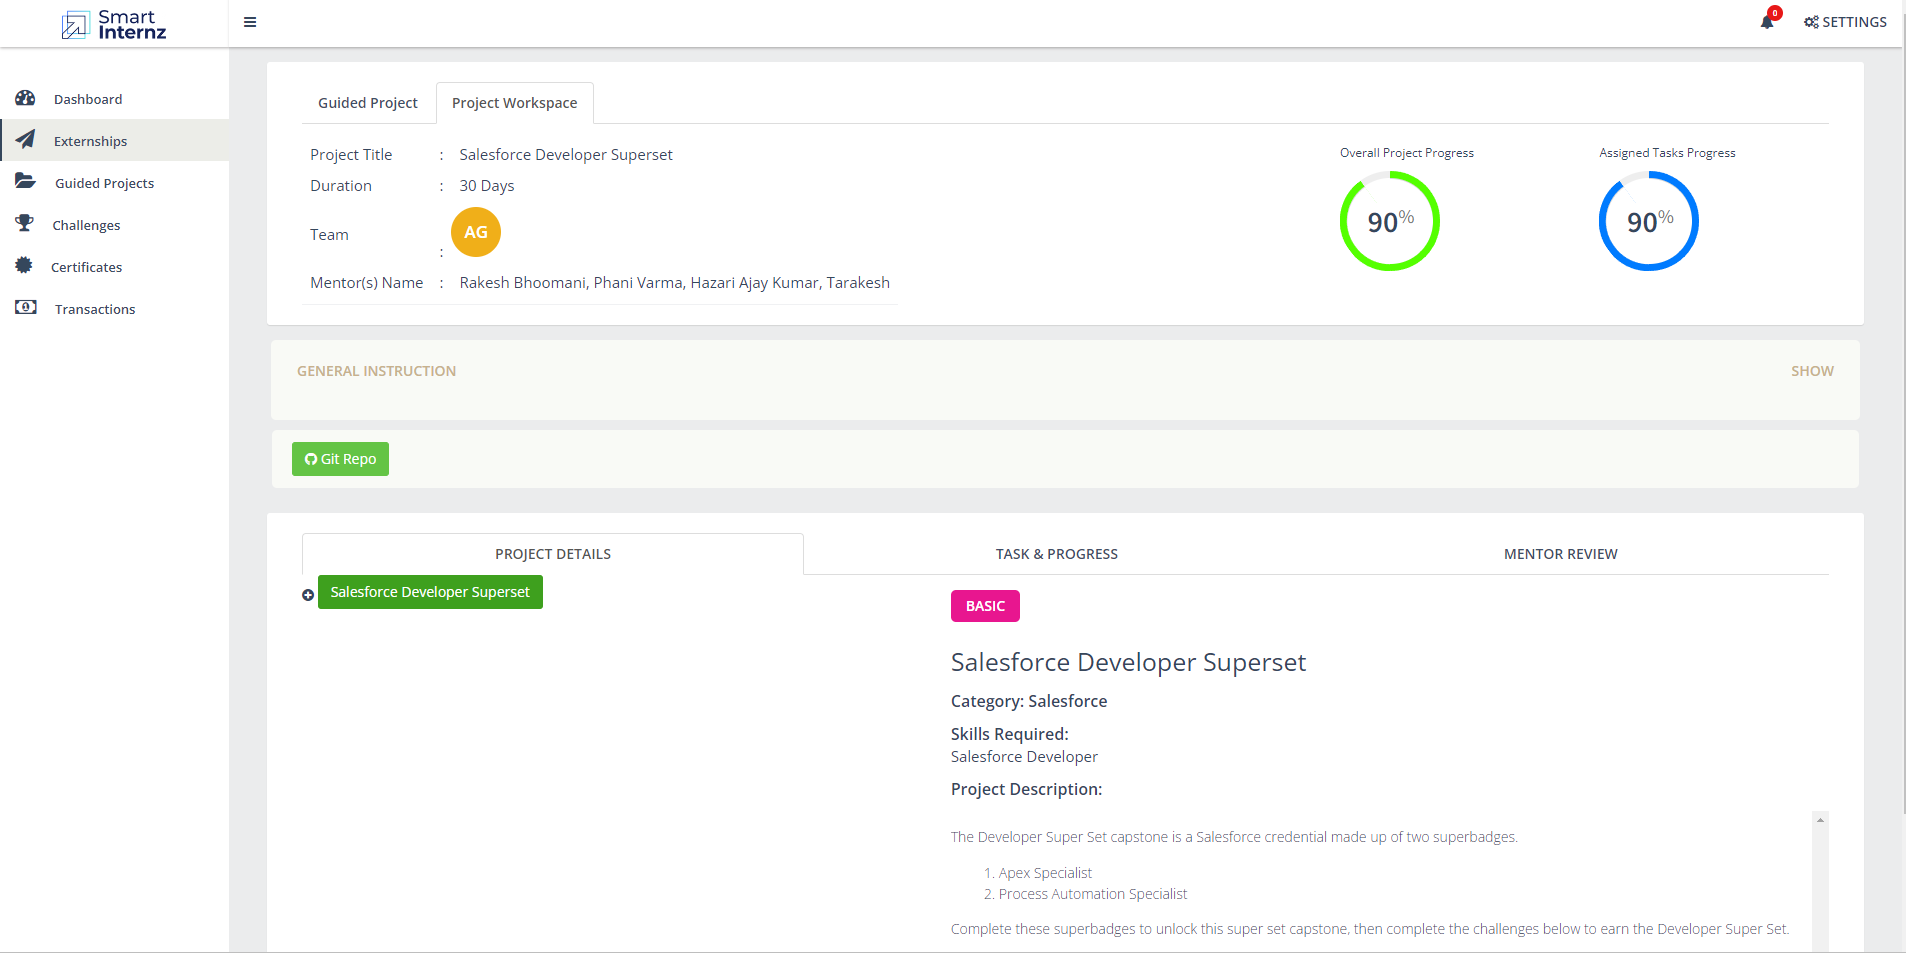 Smart
Internz
0
SETTINGS
Dashboard
Externships
Guided Projects
Challenges
Certificates
Transactions
Guided Project
Project Workspace
Project Title : Salesforce Developer Superset
Duration : 30 Days
Team : AG
Mentor(s) Name : Rakesh Bhoomani, Phani Varma, Hazari Ajay Kumar, Tarakesh
Overall Project Progress
90%
Assigned Tasks Progress
90%
GENERAL INSTRUCTION
SHOW
Git Repo
PROJECT DETAILS
TASK & PROGRESS
MENTOR REVIEW
Salesforce Developer Superset
BASIC
Salesforce Developer Superset
Category: Salesforce
Skills Required:
Salesforce Developer
Project Description:
The Developer Super Set capstone is a Salesforce credential made up of two superbadges.
1. Apex Specialist
2. Process Automation Specialist
Complete these superbadges to unlock this super set capstone, then complete the challenges below to earn the Developer Super Set.